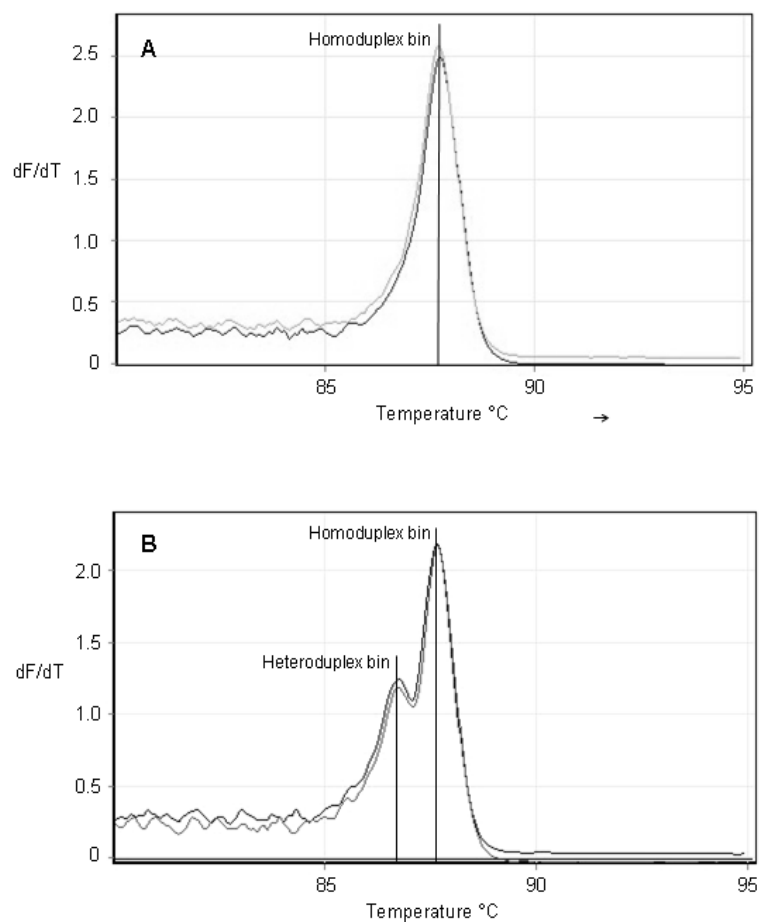 A
Homoduplex bin
2.5
2.0
dF/dT
1.5
1.0
0.5
0
85
90
95
Temperature °C →
B
Homoduplex bin
2.0
1.5
Heteroduplex bin
dF/dT
1.0
0.5
0
85
90
95
Temperature °C